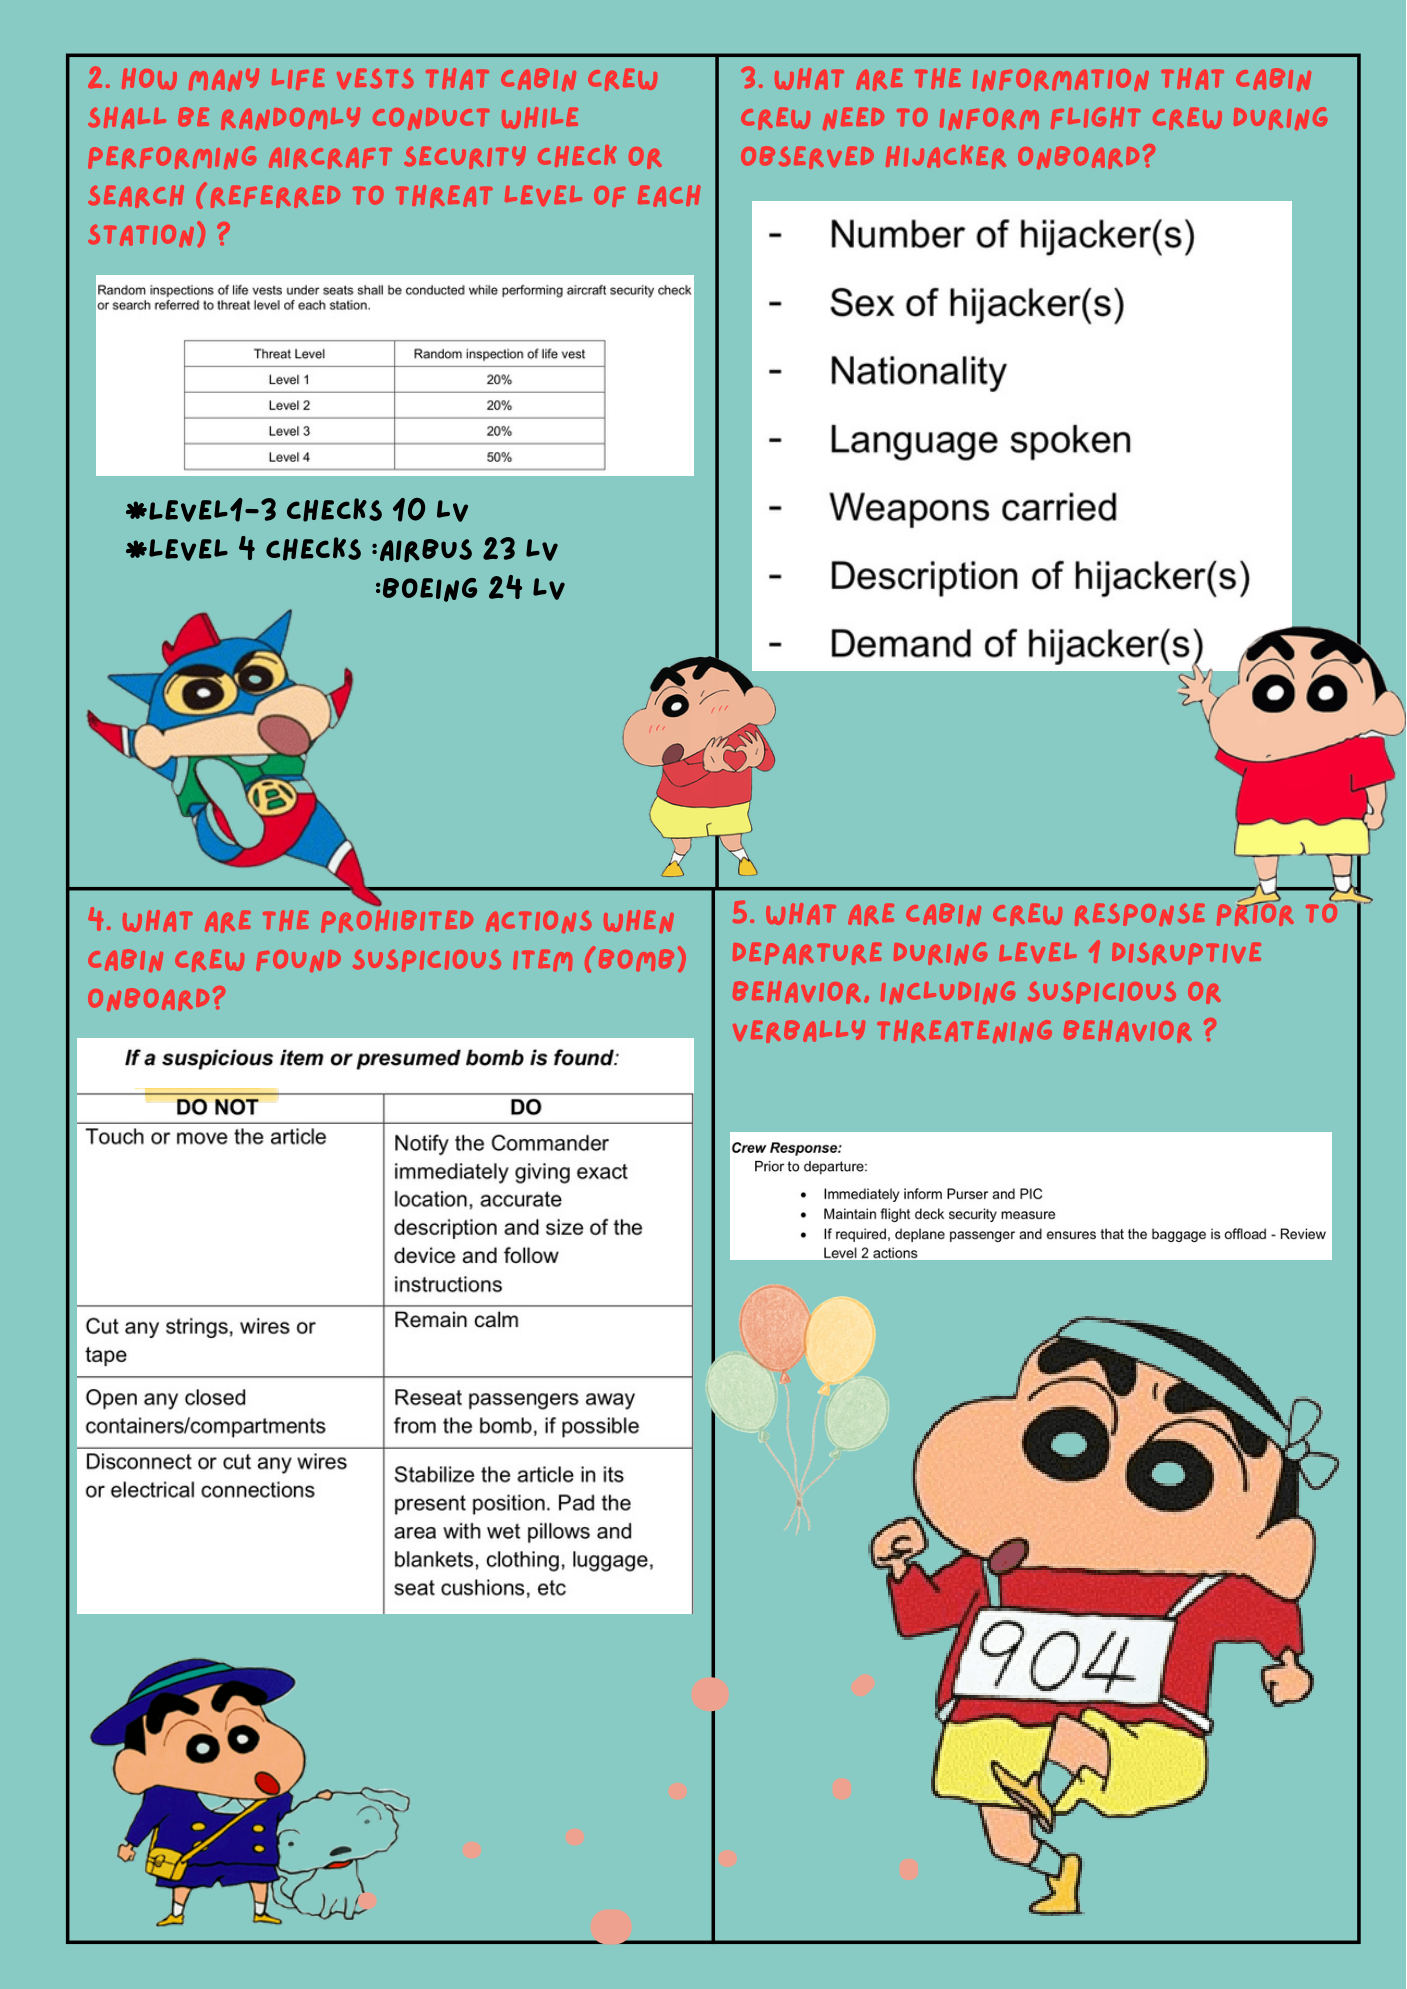 2. HOW MANY LIFE VESTS THAT CABIN CREW
SHALL BE RANDOMLY CONDUCT WHILE
PERFORMING AIRCRAFT SECURITY CHECK OR
SEARCH (REFERRED TO THREAT LEVEL OF EACH
STATION) ?
Random inspections of life vests under seats shall be conducted while performing aircraft security check
or search referred to threat level of each station.
Threat Level Random inspection of life vest
Level 1 20%
Level 2 20%
Level 3 20%
Level 4 50%
*LEVEL1-3 CHECKS 10 LV
*LEVEL 4 CHECKS :AIRBUS 23 LV
:BOEING 24 LV
3. WHAT ARE THE INFORMATION THAT CABIN
CREW NEED TO INFORM FLIGHT CREW DURING
OBSERVED HIJACKER ONBOARD?
- Number of hijacker(s)
- Sex of hijacker(s)
- Nationality
- Language spoken
- Weapons carried
- Description of hijacker(s)
- Demand of hijacker(s)
4. WHAT ARE THE PROHIBITED ACTIONS WHEN
CABIN CREW FOUND SUSPICIOUS ITEM (BOMB)
ONBOARD?
If a suspicious item or presumed bomb is found:
DO NOT DO
Touch or move the article
Notify the Commander
immediately giving exact
location, accurate
description and size of the
device and follow
instructions
Cut any strings, wires or
tape
Remain calm
Open any closed
containers/compartments
Reseat passengers away
from the bomb, if possible
Disconnect or cut any wires
or electrical connections
Stabilize the article in its
present position. Pad the
area with wet pillows and
blankets, clothing, luggage,
seat cushions, etc
5. WHAT ARE CABIN CREW RESPONSE PRIOR TO
DEPARTURE DURING LEVEL 1 DISRUPTIVE
BEHAVIOR, INCLUDING SUSPICIOUS OR
VERBALLY THREATENING BEHAVIOR ?
Crew Response:
Prior to departure:
• Immediately inform Purser and PIC
• Maintain flight deck security measure
• If required, deplane passenger and ensures that the baggage is offload - Review
Level 2 actions
904